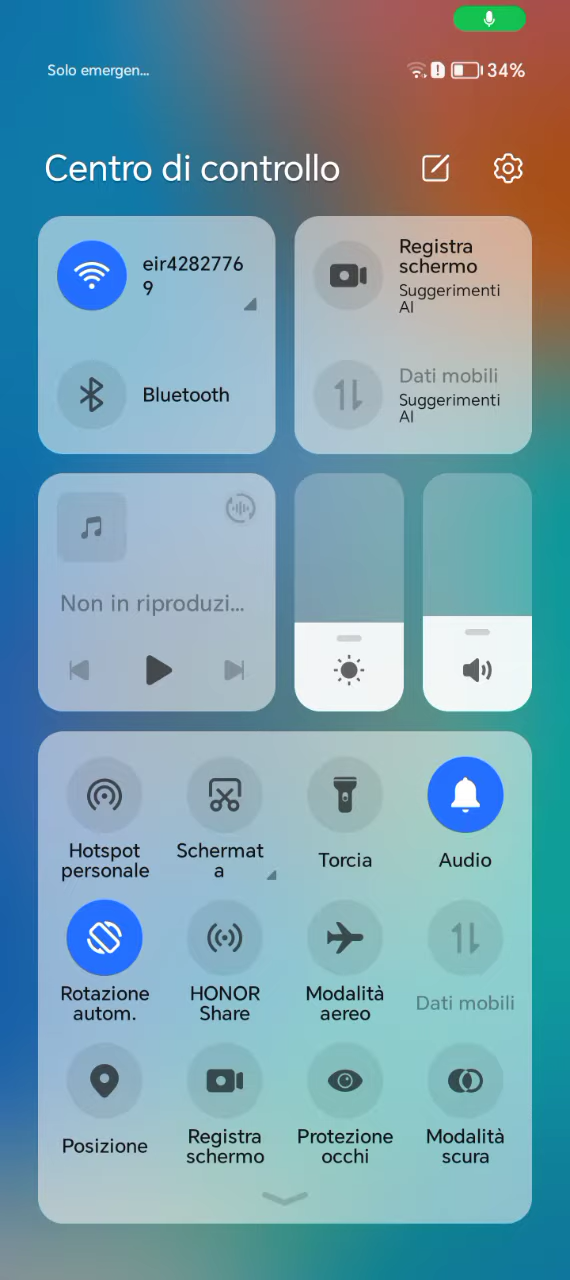 Solo emergen...
34%
Centro di controllo
eir4282776
9
Bluetooth
Registra
schermo
Suggerimenti
AI
Dati mobili
Suggerimenti
AI
Non in riproduzi...
Hotspot
personale
Schermat
a
Torcia
Audio
Rotazione
autom.
HONOR
Share
Modalità
aereo
Dati mobili
Posizione
Registra
schermo
Protezione
occhi
Modalità
scura